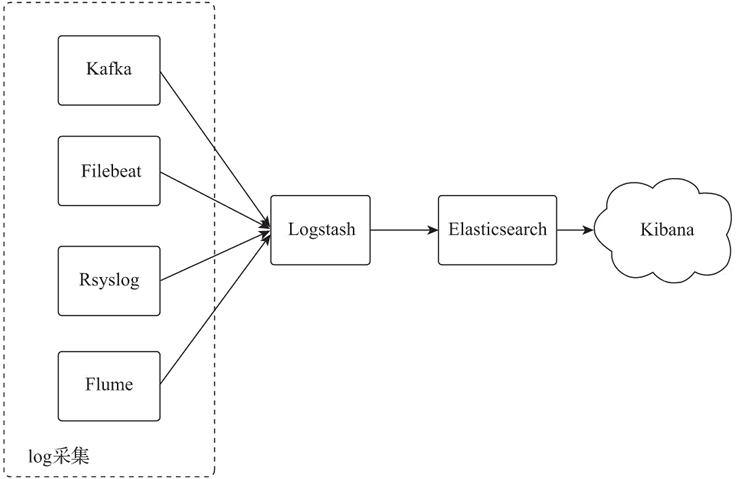 Kafka
Filebeat
Rsyslog
Flume
log采集
Logstash
Elasticsearch
Kibana